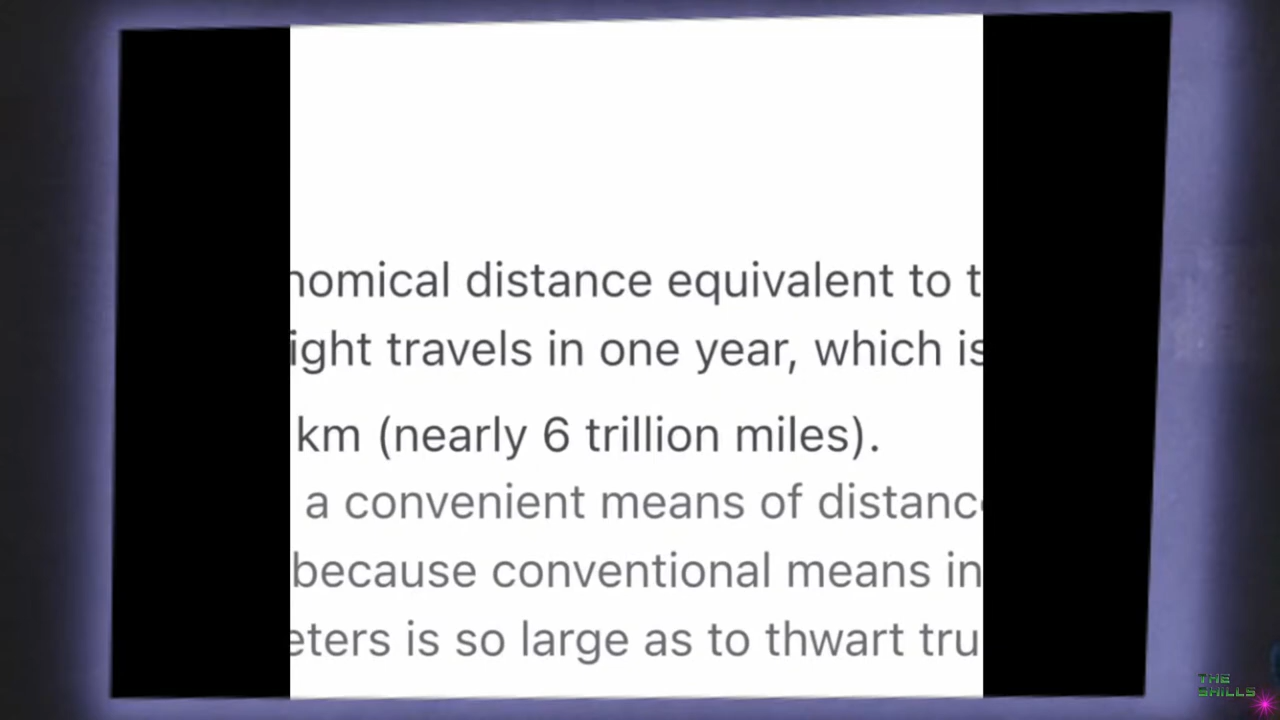 nomical distance equivalent to t
ight travels in one year, which is
km (nearly 6 trillion miles).
a convenient means of distanc
because conventional means in
eters is so large as to thwart tru
THE
SHILLS